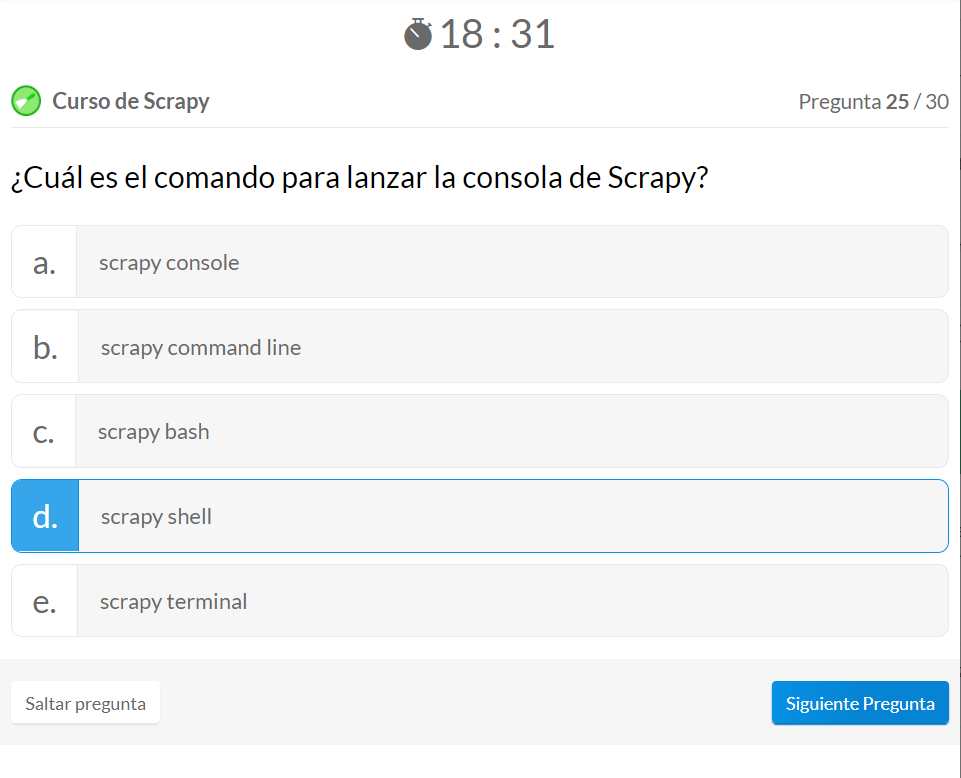 18 : 31
Curso de Scrapy
Pregunta 25 / 30
¿Cuál es el comando para lanzar la consola de Scrapy?
a. scrapy console
b. scrapy command line
c. scrapy bash
d. scrapy shell
e. scrapy terminal
Saltar pregunta
Siguiente Pregunta